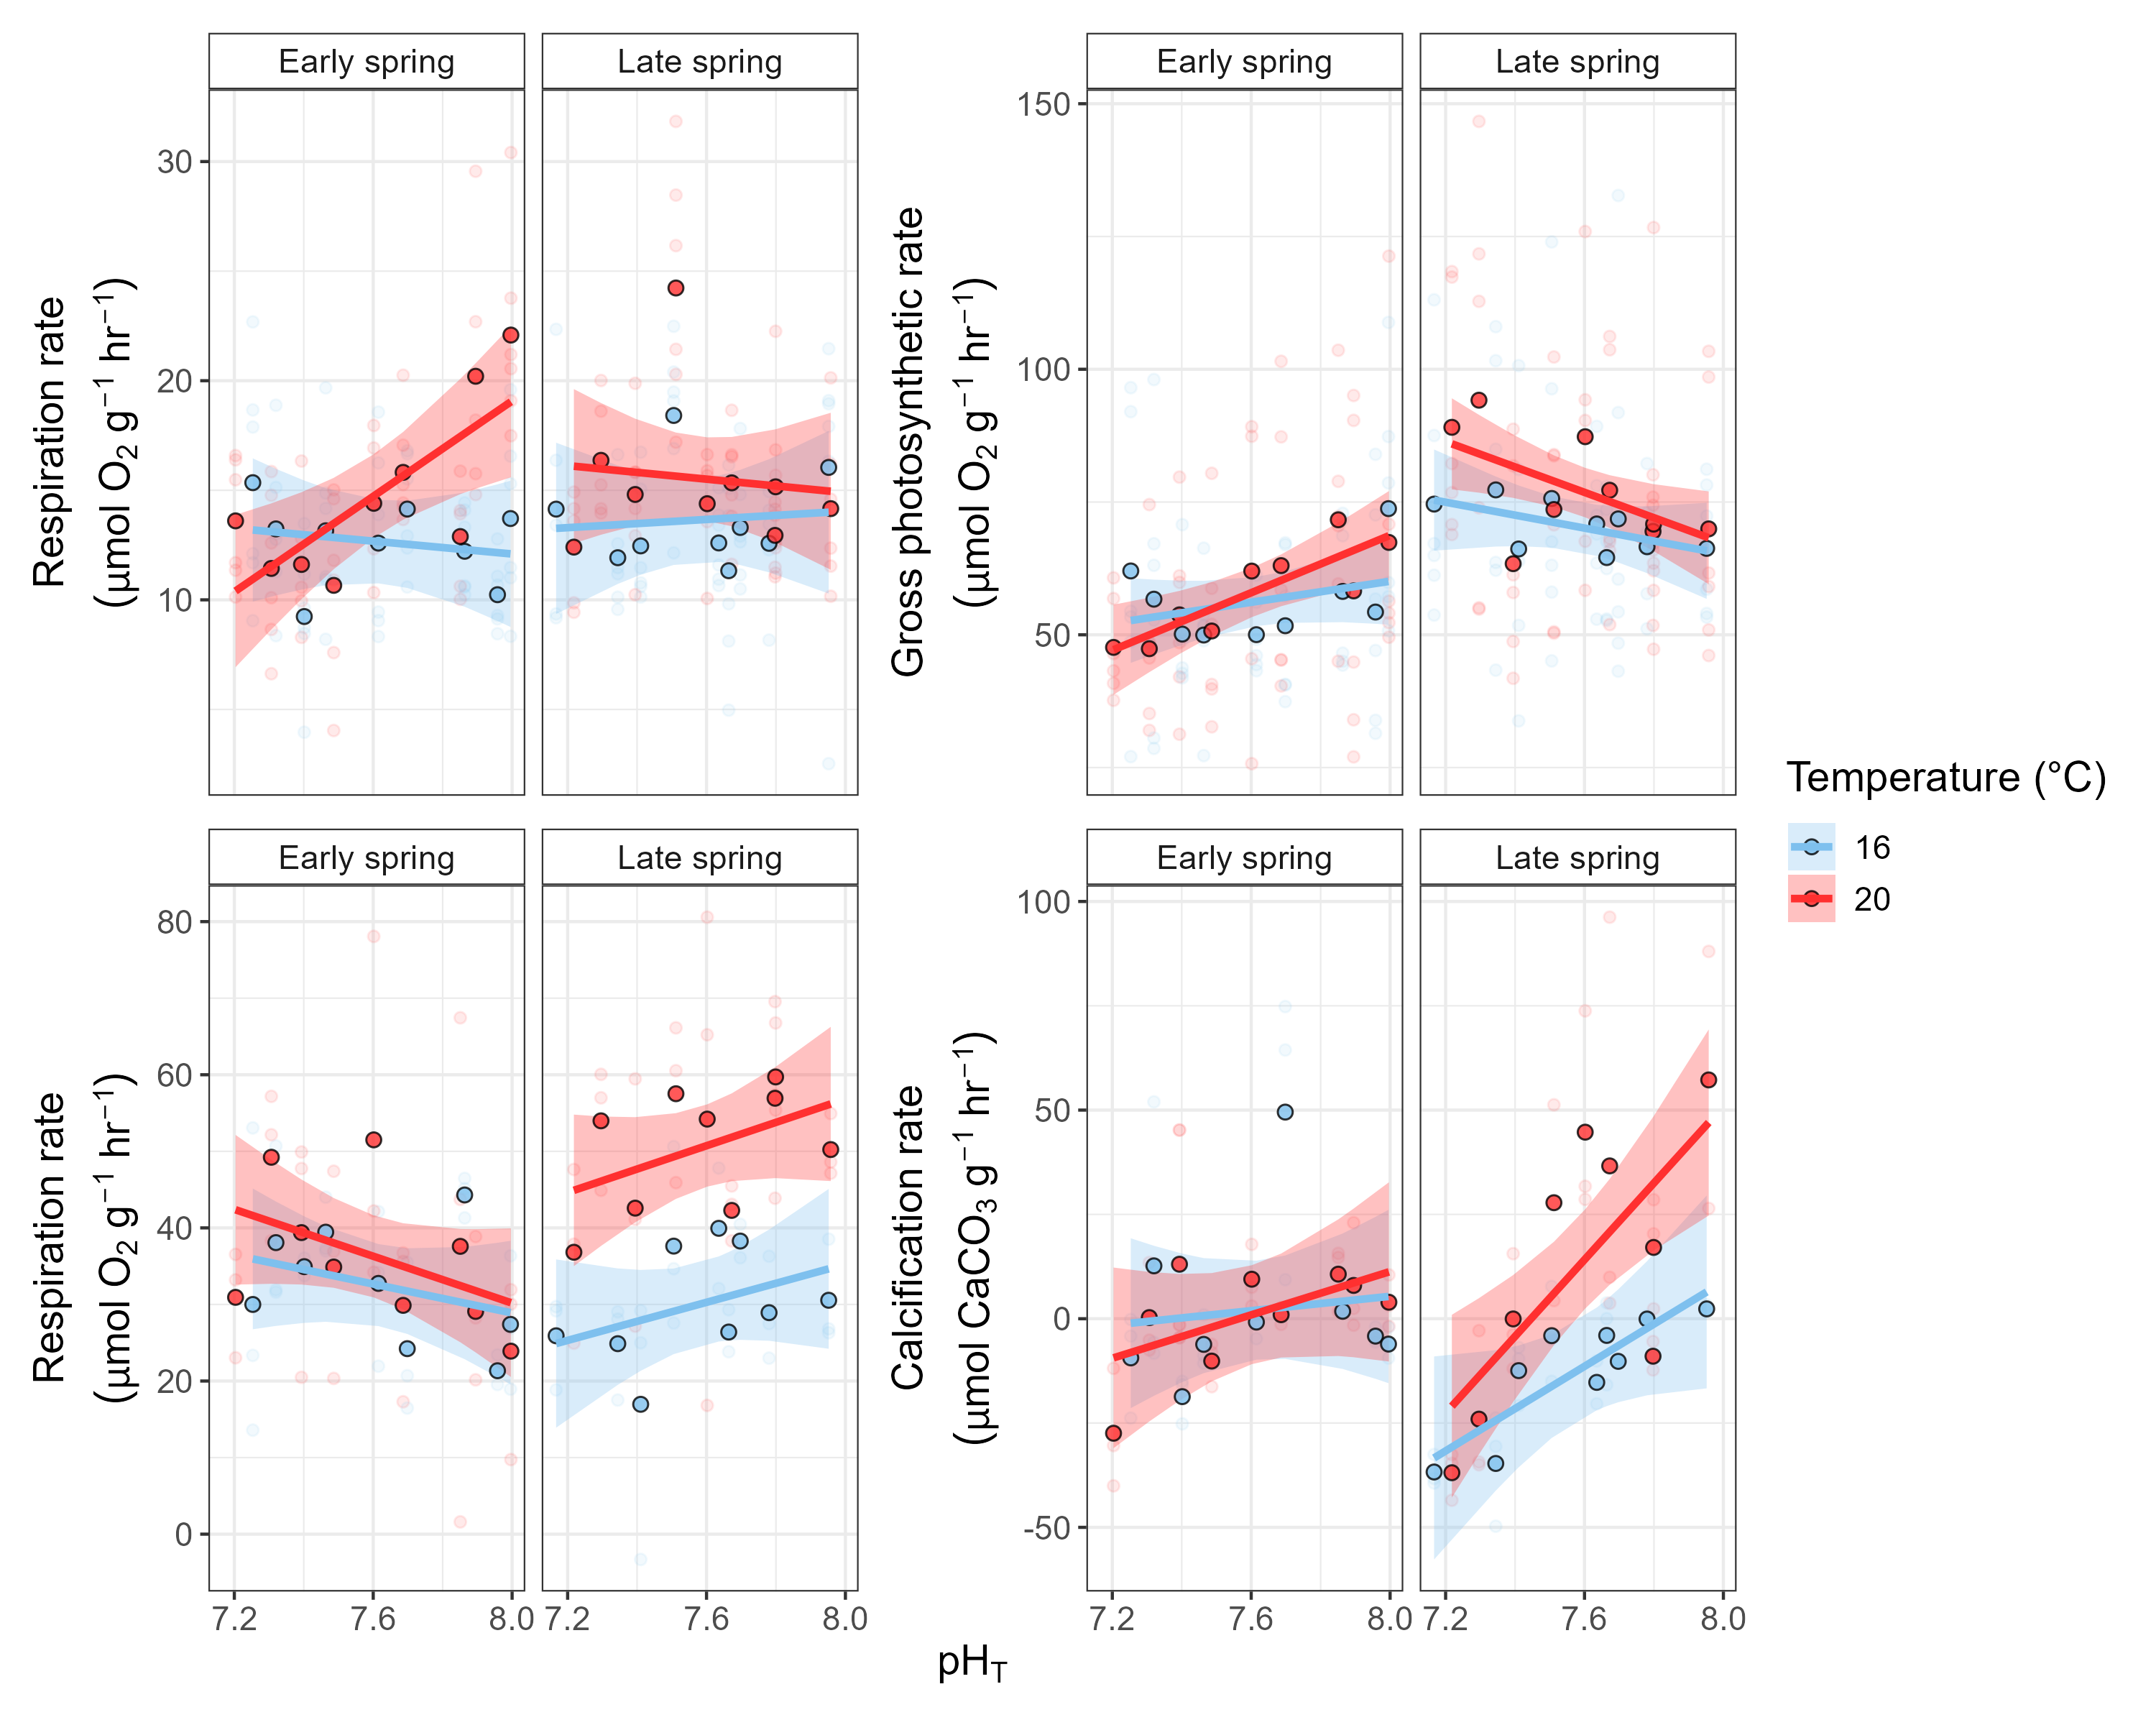 Early spring
Late spring
Respiration rate
(µmol O₂ g⁻¹ hr⁻¹)
30
20
10
Early spring
Late spring
Gross photosynthetic rate
(µmol O₂ g⁻¹ hr⁻¹)
150
100
50
Early spring
Late spring
Respiration rate
(µmol O₂ g⁻¹ hr⁻¹)
80
60
40
20
0
7.2 7.6 8.0 7.2 7.6 8.0
Early spring
Late spring
Calcification rate
(µmol CaCO₃ g⁻¹ hr⁻¹)
100
50
0
-50
7.2 7.6 8.0 7.2 7.6 8.0
pH_T
Temperature (°C)
16
20